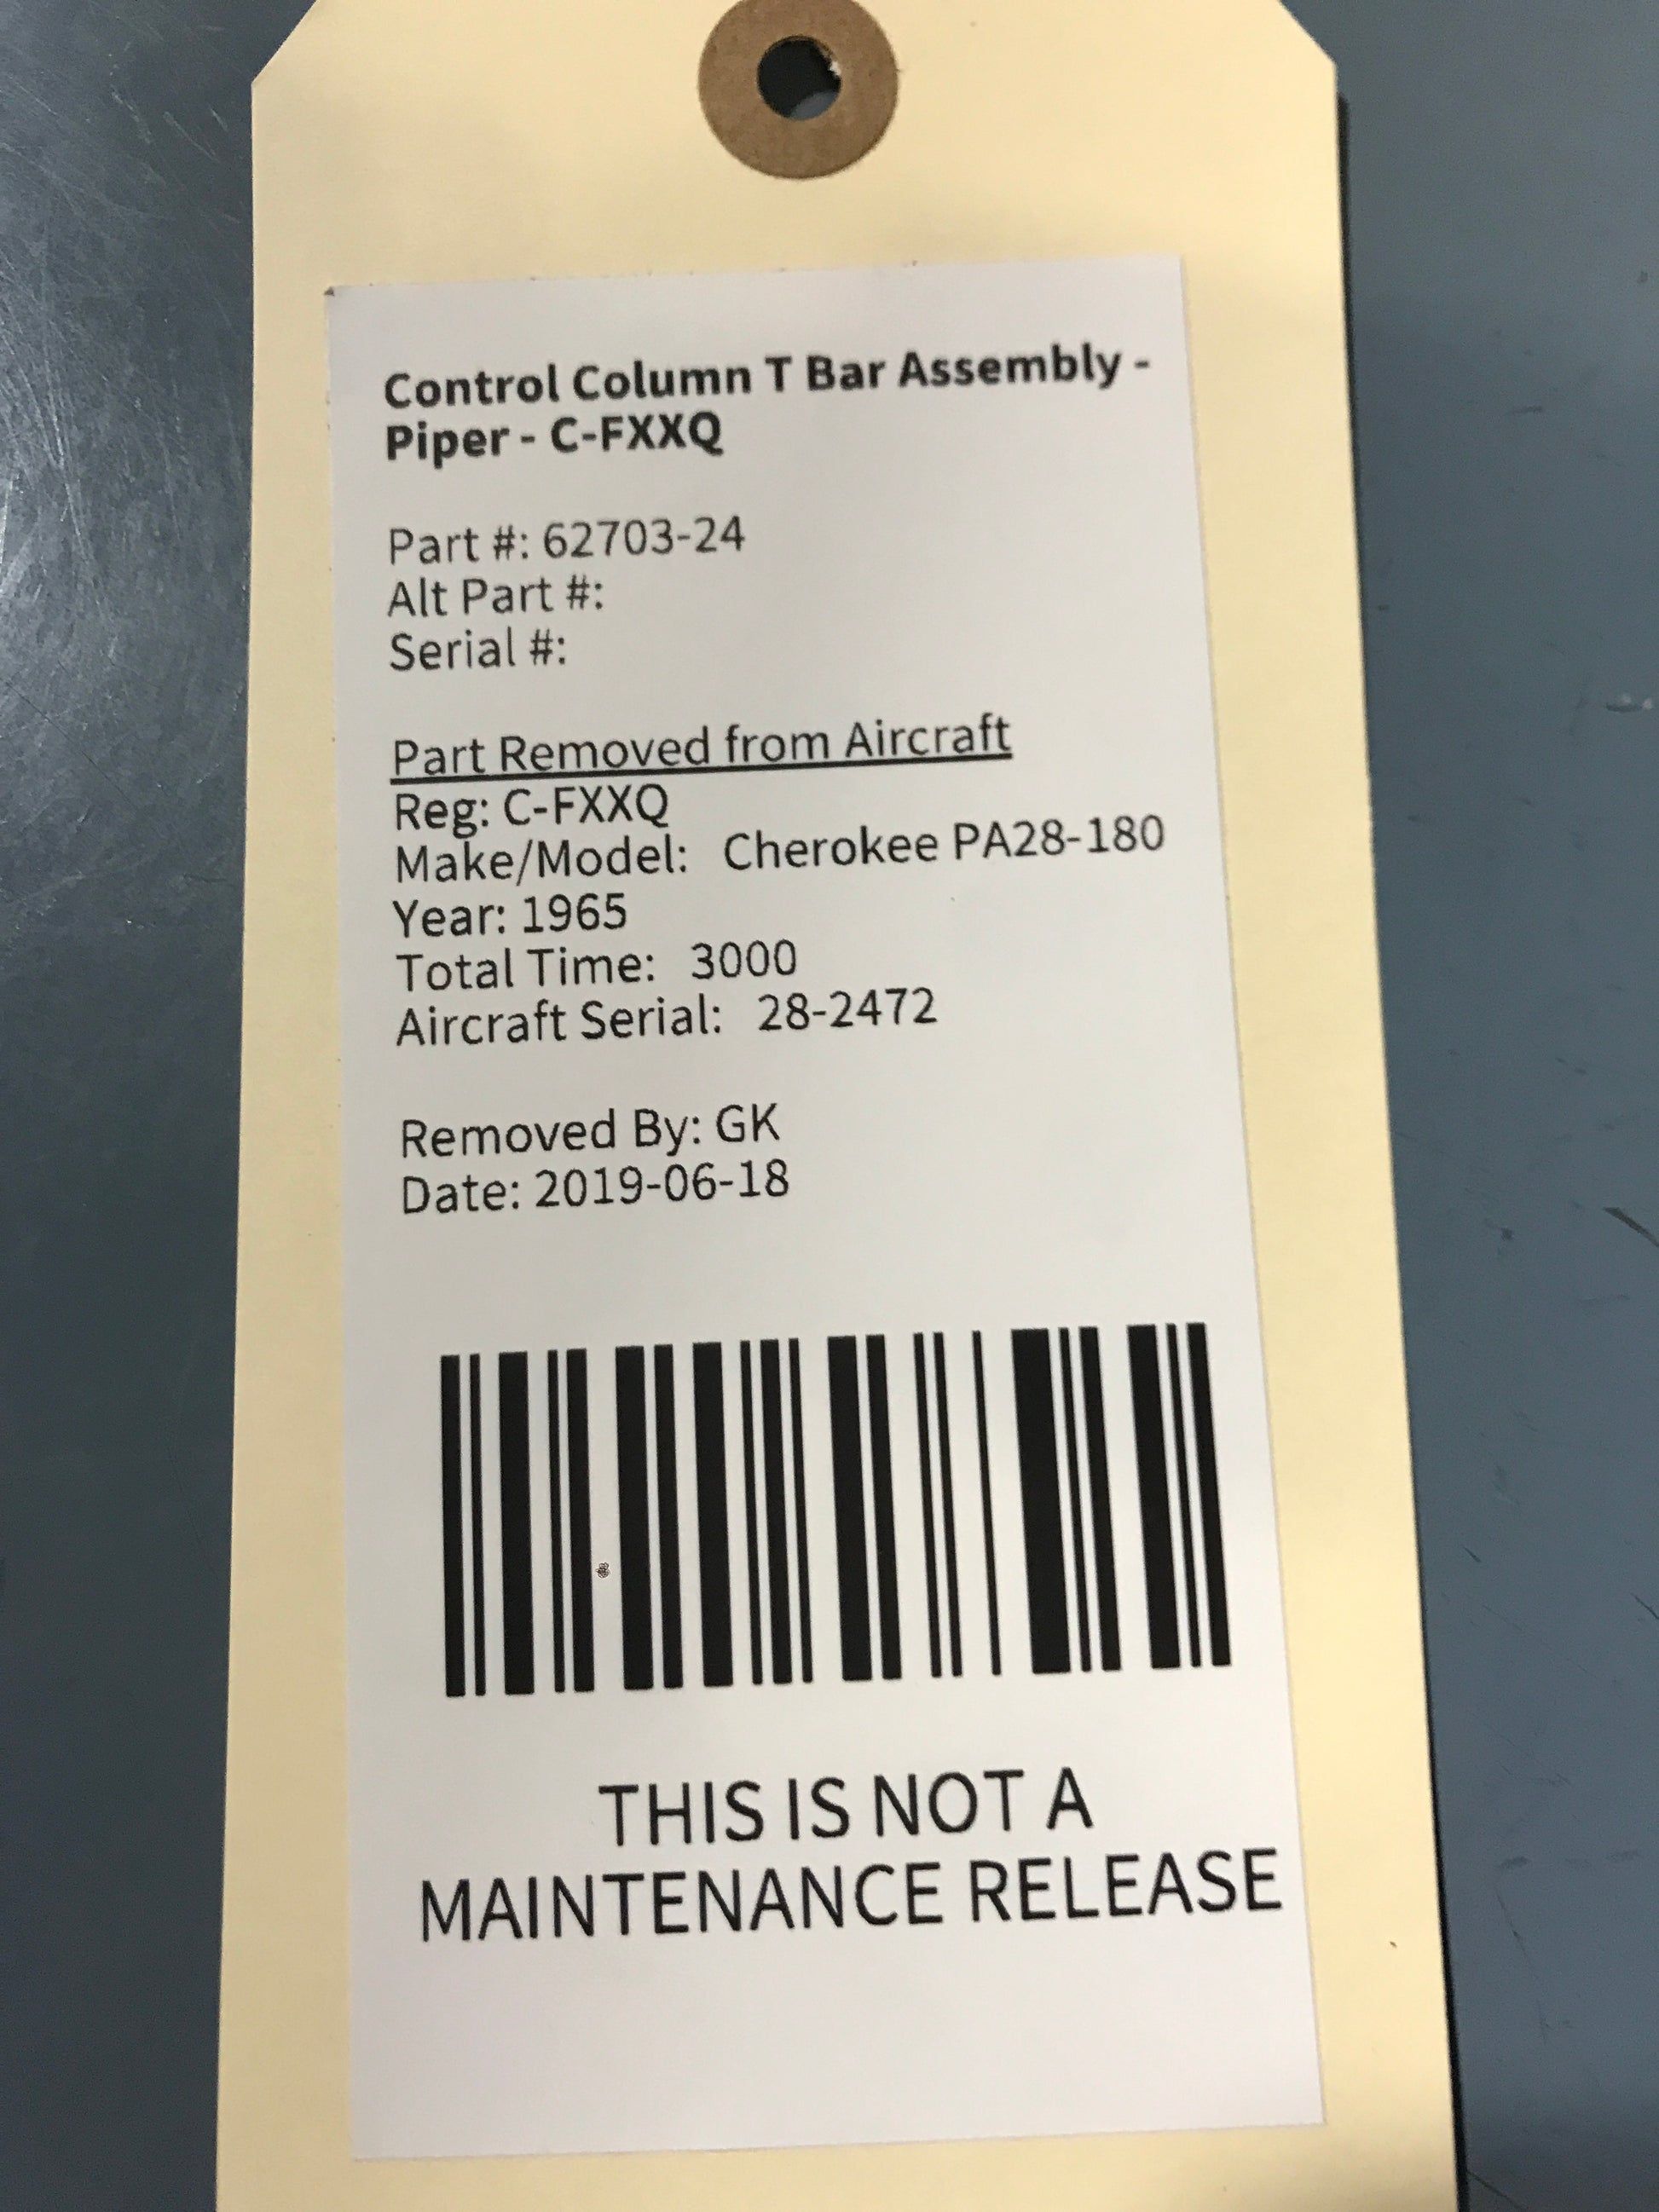 Control Column T Bar Assembly -
Piper - C-FXXQ
Part #: 62703-24
Alt Part #:
Serial #:
Part Removed from Aircraft
Reg: C-FXXQ
Make/Model: Cherokee PA28-180
Year: 1965
Total Time: 3000
Aircraft Serial: 28-2472
Removed By: GK
Date: 2019-06-18
THIS IS NOT A
MAINTENANCE RELEASE